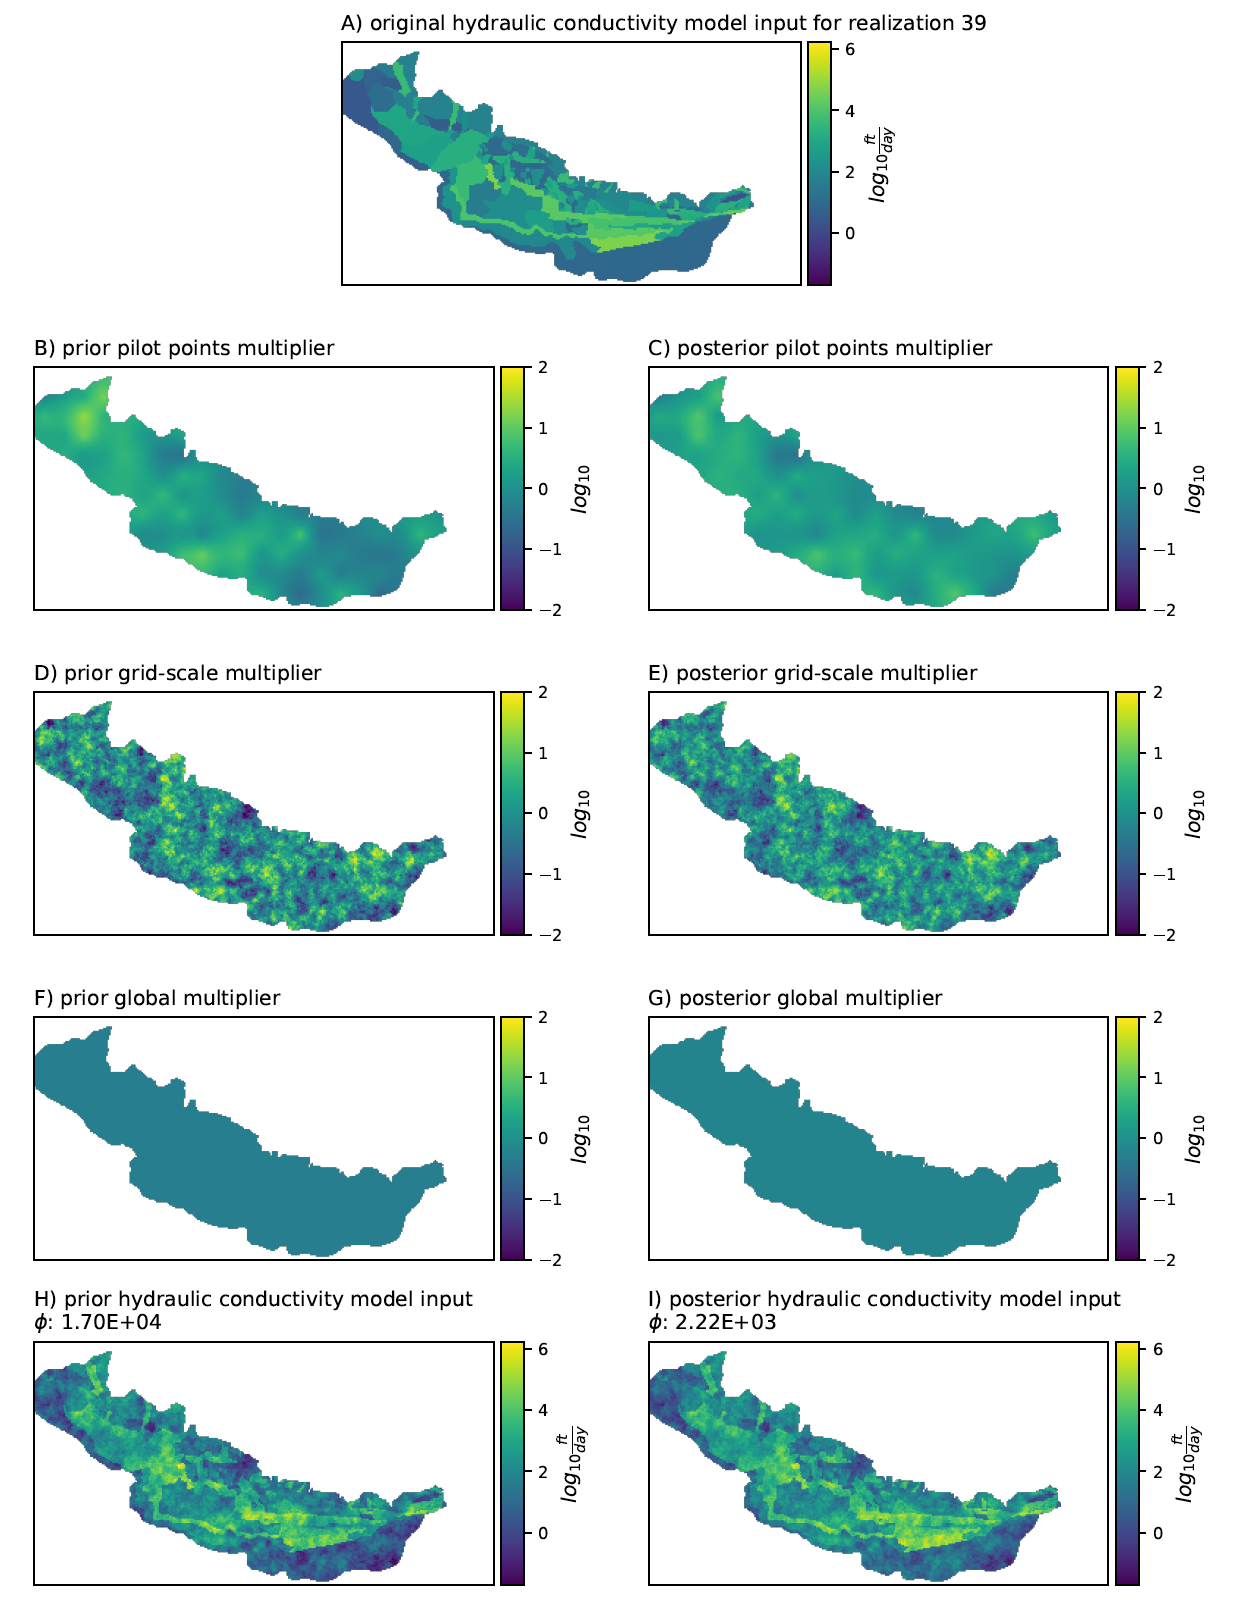 A) original hydraulic conductivity model input for realization 39
6
4
2
0
log10 ft/day
B) prior pilot points multiplier
2
1
0
−1
−2
log10
C) posterior pilot points multiplier
2
1
0
−1
−2
log10
D) prior grid-scale multiplier
2
1
0
−1
−2
log10
E) posterior grid-scale multiplier
2
1
0
−1
−2
log10
F) prior global multiplier
2
1
0
−1
−2
log10
G) posterior global multiplier
2
1
0
−1
−2
log10
H) prior hydraulic conductivity model input
ϕ: 1.70E+04
6
4
2
0
log10 ft/day
I) posterior hydraulic conductivity model input
ϕ: 2.22E+03
6
4
2
0
log10 ft/day